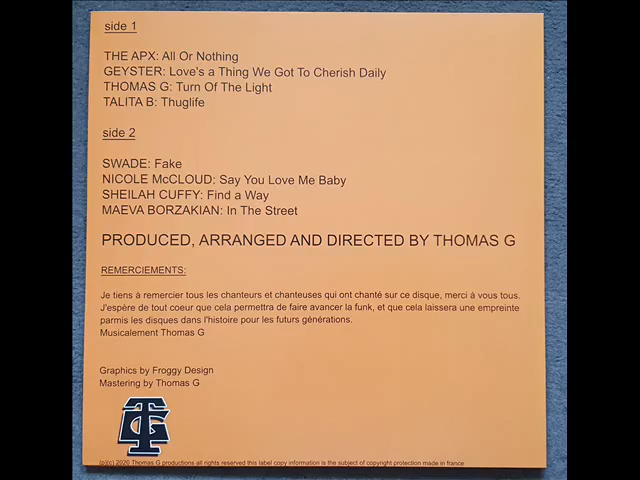 side 1
THE APX: All Or Nothing
GEYSTER: Love's a Thing We Got To Cherish Daily
THOMAS G: Turn Of The Light
TALITA B: Thuglife
side 2
SWADE: Fake
NICOLE McCLOUD: Say You Love Me Baby
SHEILAH CUFFY: Find a Way
MAEVA BORZAKIAN: In The Street
PRODUCED, ARRANGED AND DIRECTED BY THOMAS G
REMERCIEMENTS:
Je tiens à remercier tous les chanteurs et chanteuses qui ont chanté sur ce disque, merci à vous tous.
J'espère de tout coeur que cela permettra de faire avancer la funk, et que cela laissera une empreinte
parmis les disques dans l'histoire pour les futurs générations.
Musicalement Thomas G
Graphics by Froggy Design
Mastering by Thomas G
TG
(p)(c) 2020 Thomas G productions all rights reserved this label copy information is the subject of copyright protection made in france